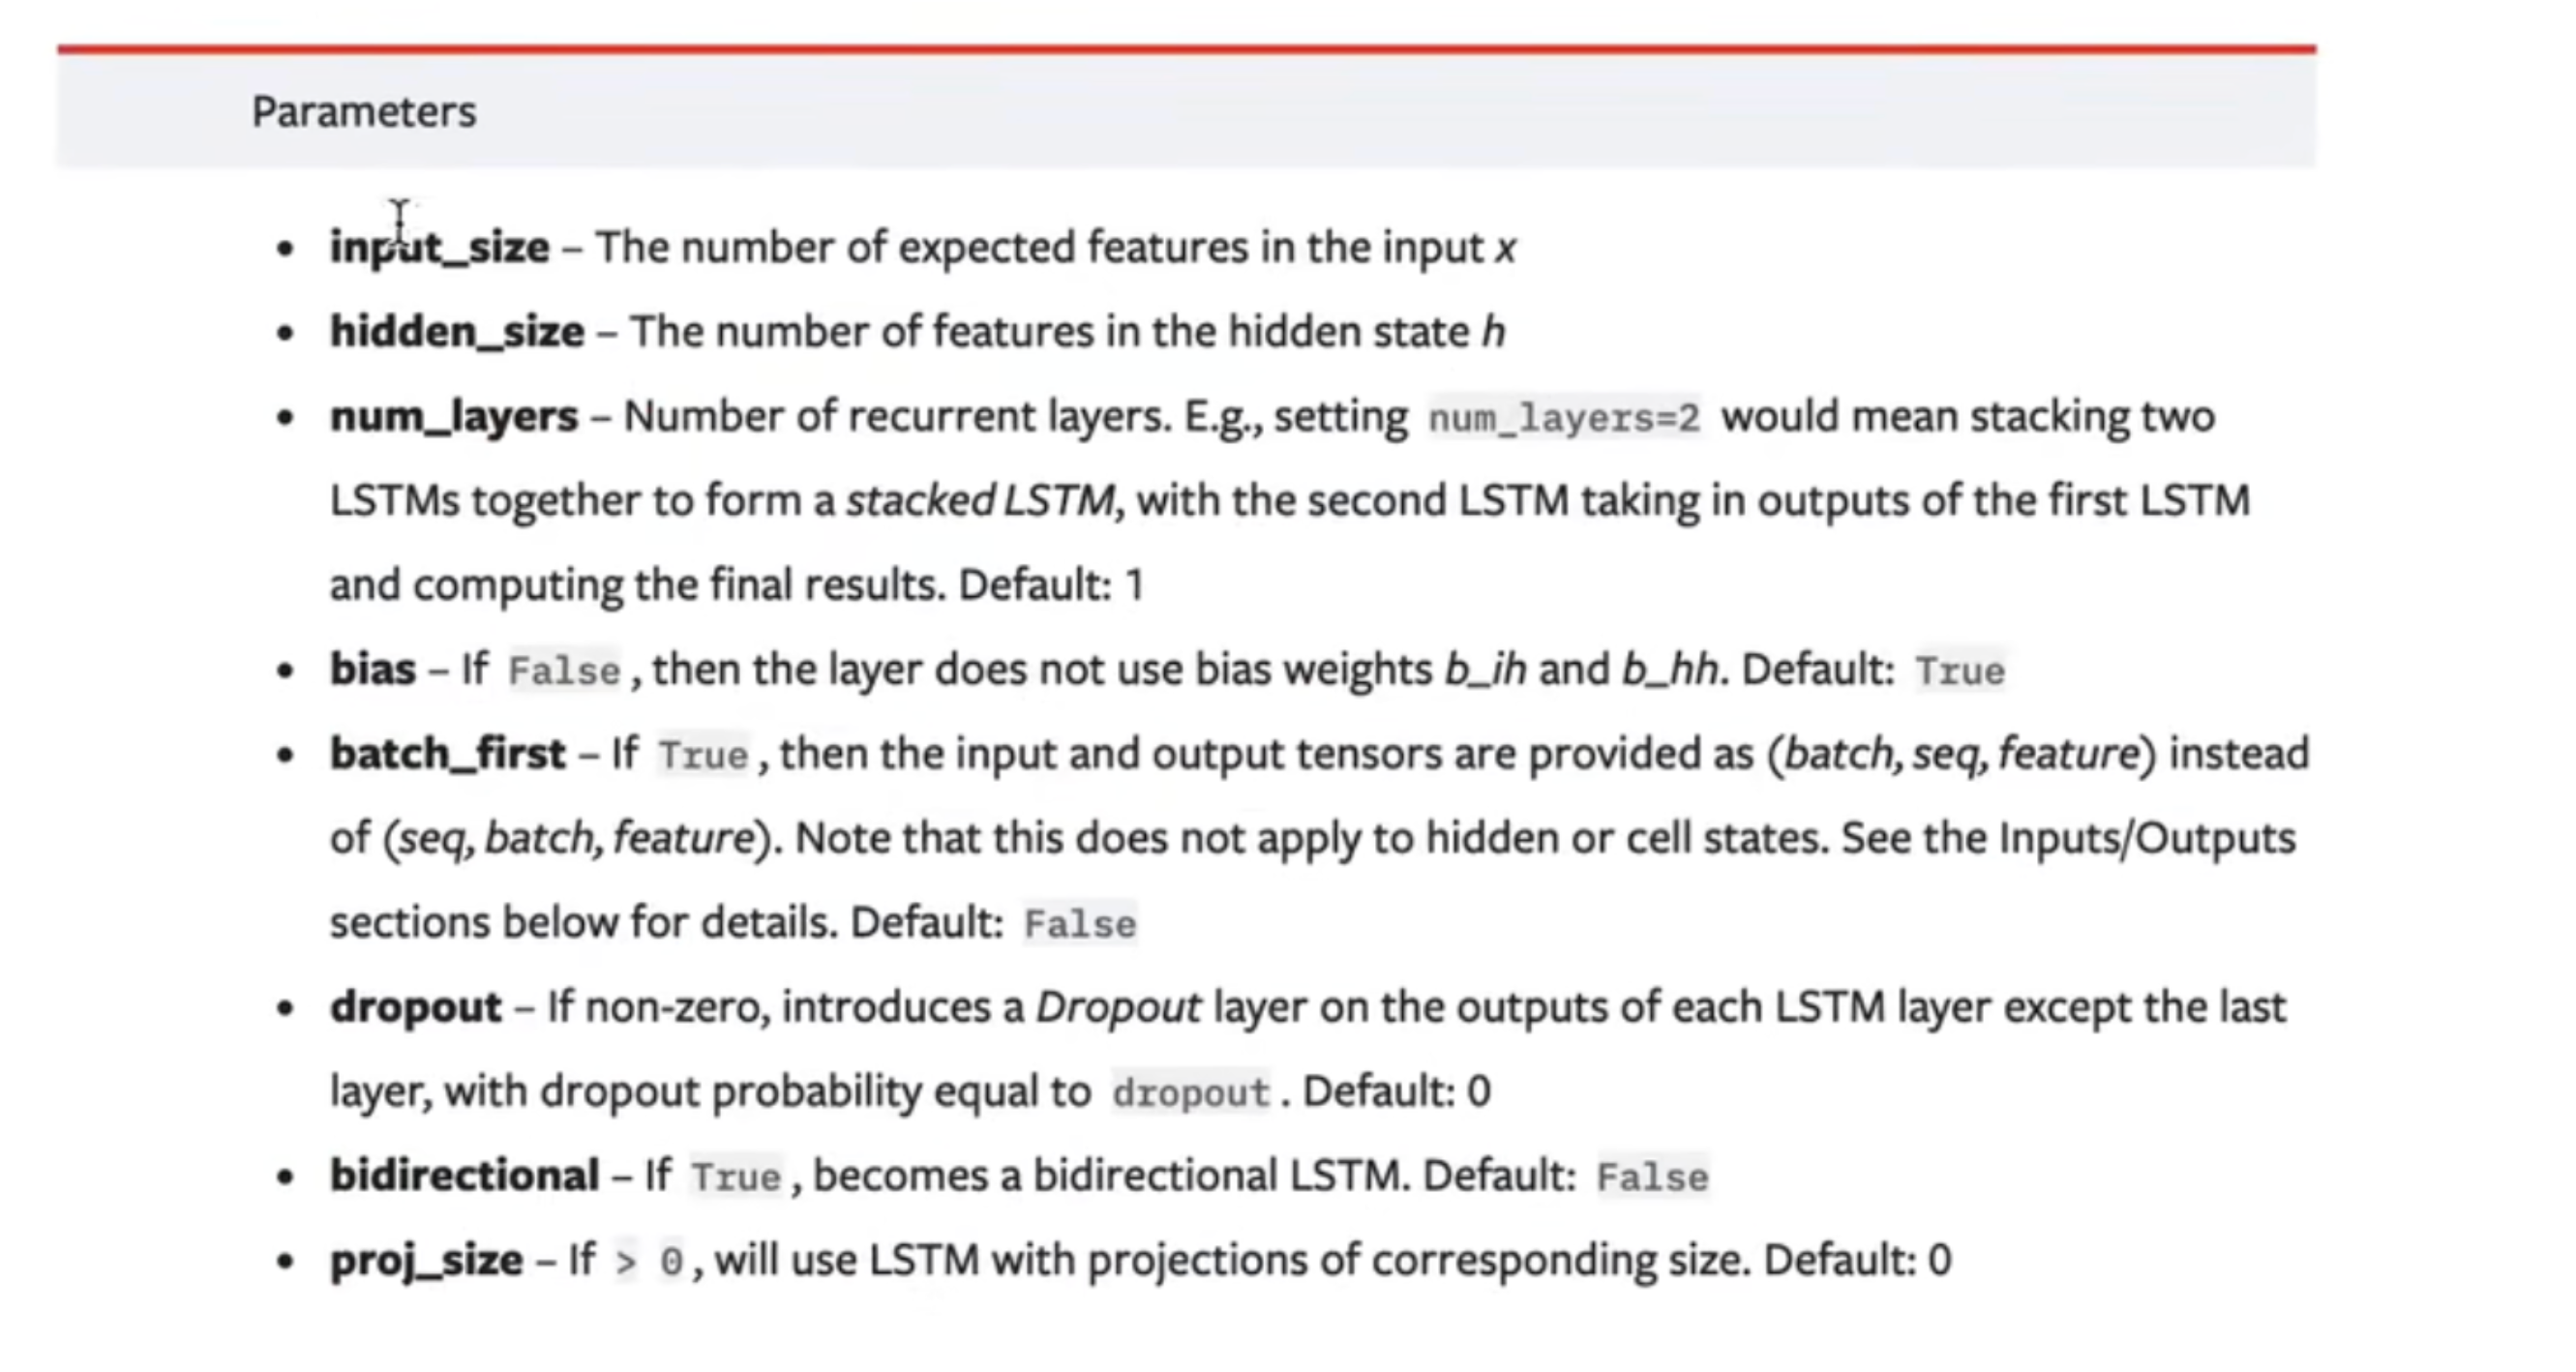 Parameters
• input_size – The number of expected features in the input x
• hidden_size – The number of features in the hidden state h
• num_layers – Number of recurrent layers. E.g., setting num_layers=2 would mean stacking two
LSTMs together to form a stacked LSTM, with the second LSTM taking in outputs of the first LSTM
and computing the final results. Default: 1
• bias – If False, then the layer does not use bias weights b_ih and b_hh. Default: True
• batch_first – If True, then the input and output tensors are provided as (batch, seq, feature) instead
of (seq, batch, feature). Note that this does not apply to hidden or cell states. See the Inputs/Outputs
sections below for details. Default: False
• dropout – If non-zero, introduces a Dropout layer on the outputs of each LSTM layer except the last
layer, with dropout probability equal to dropout. Default: 0
• bidirectional – If True, becomes a bidirectional LSTM. Default: False
• proj_size – If > 0, will use LSTM with projections of corresponding size. Default: 0